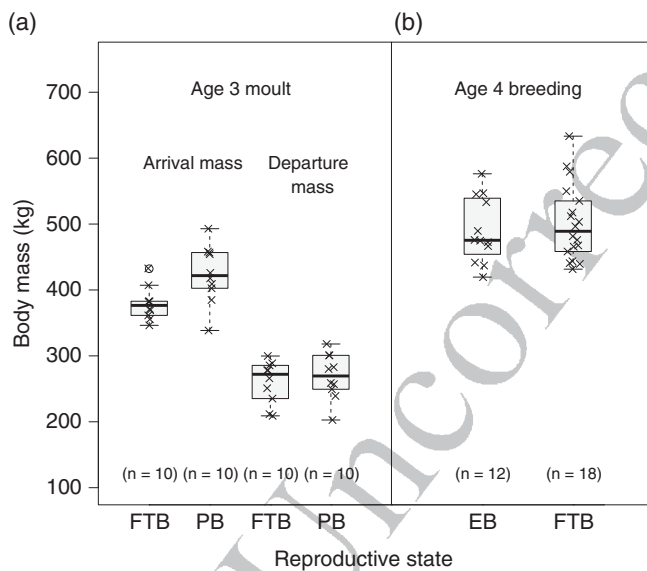 (a)
(b)
Age 3 moult
Age 4 breeding
Arrival mass
Departure
mass
Body mass (kg)
700
600
500
400
300
200
100
(n = 10) (n = 10) (n = 10) (n = 10)
(n = 12) (n = 18)
FTB PB FTB PB
EB FTB
Reproductive state
Uncorrec